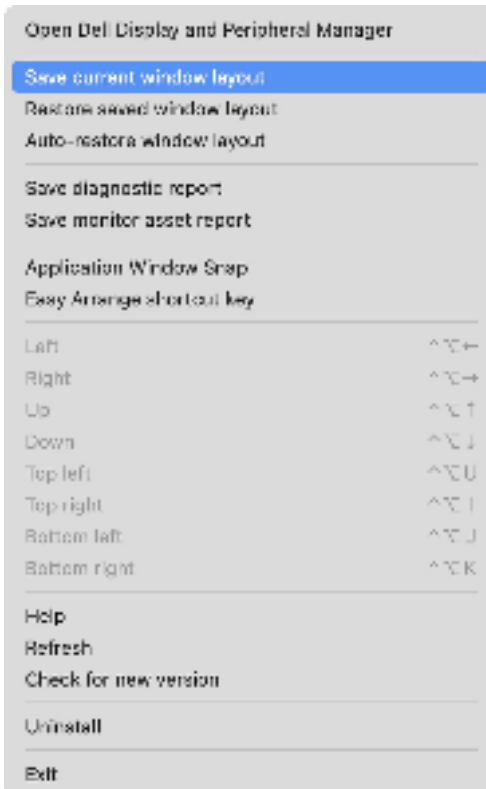 Open Dell Display and Peripheral Manager
Save current window layout
Restore saved window layout
Auto-restore window layout
Save diagnostic report
Save monitor asset report
Application Window Snap
Easy Arrange shortcut key
Left ^⌥←
Right ^⌥→
Up ^⌥↑
Down ^⌥↓
Top left ^⌥U
Top right ^⌥I
Bottom left ^⌥J
Bottom right ^⌥K
Help
Refresh
Check for new version
Uninstall
Exit